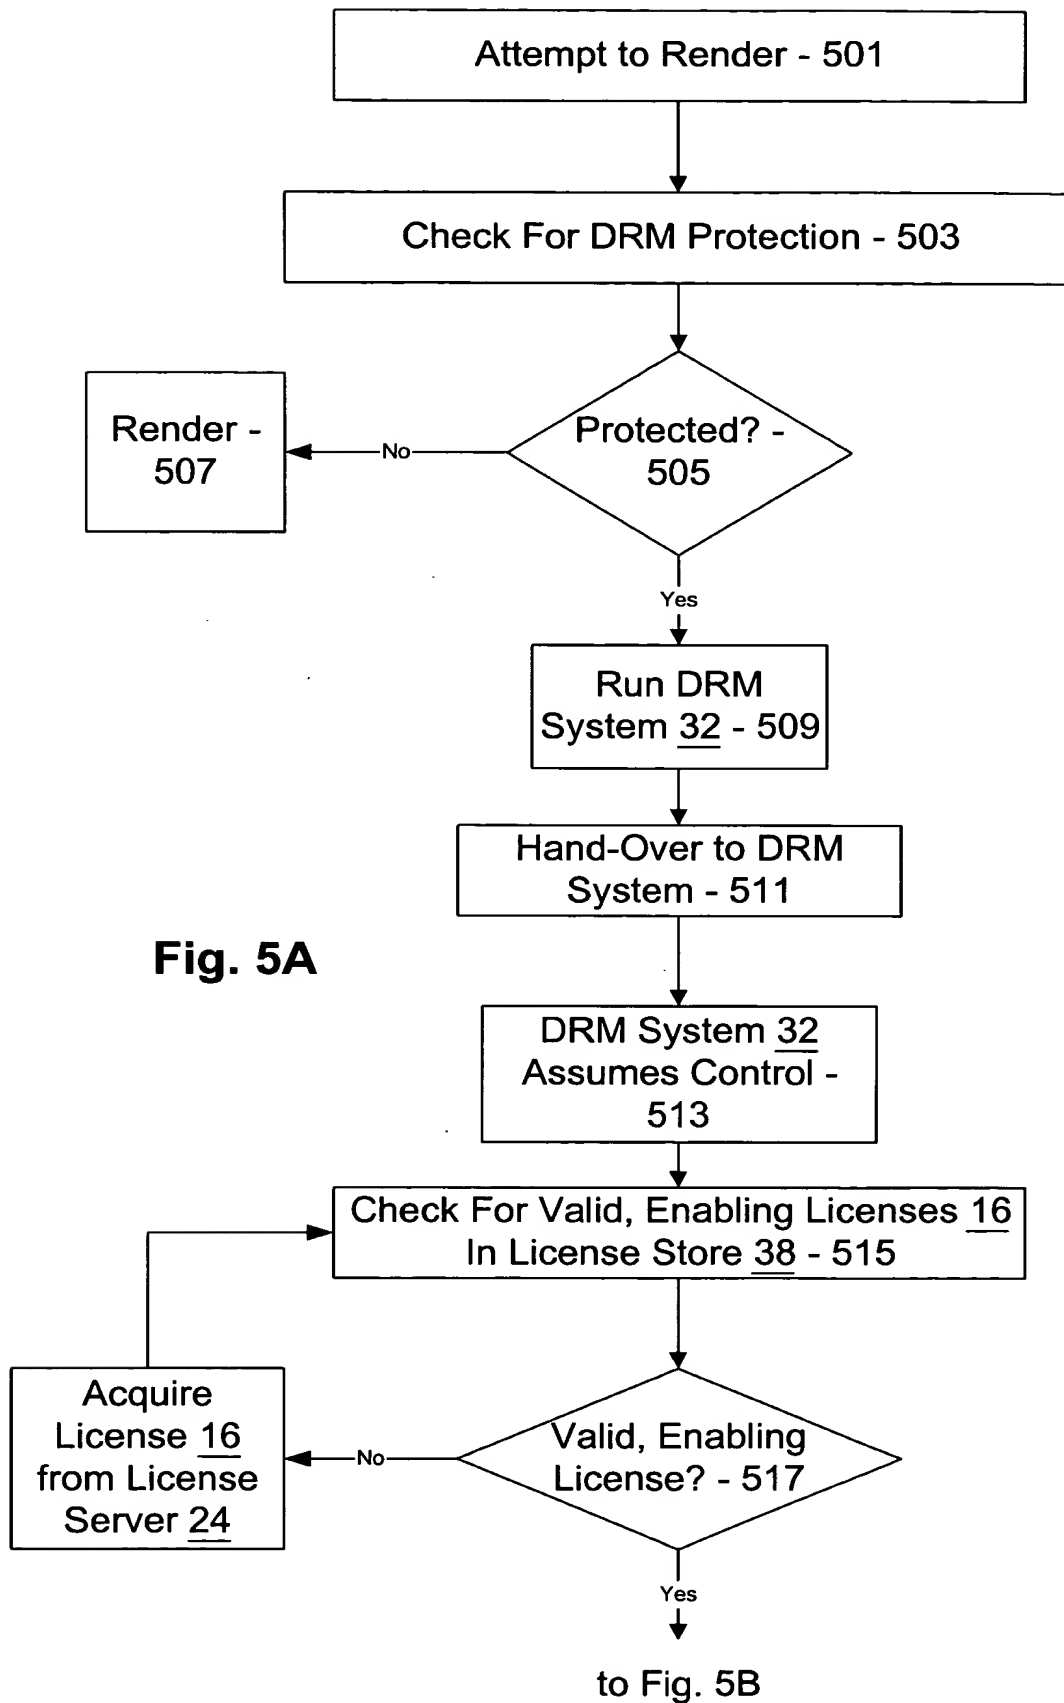 Attempt to Render - 501
Check For DRM Protection - 503
Protected? -
505
No
Render -
507
Yes
Run DRM
System 32 - 509
Hand-Over to DRM
System - 511
Fig. 5A
DRM System 32
Assumes Control -
513
Check For Valid, Enabling Licenses 16
In License Store 38 - 515
Valid, Enabling
License? - 517
No
Acquire
License 16
from License
Server 24
Yes
to Fig. 5B